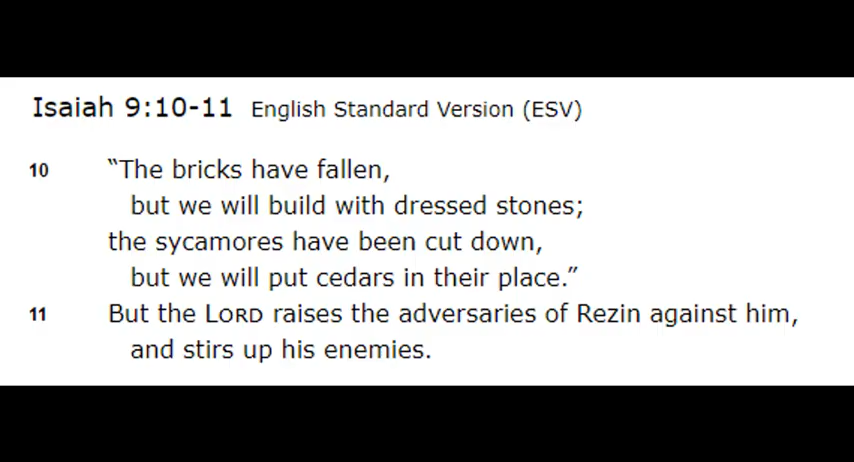 Isaiah 9:10-11 English Standard Version (ESV)
10 “The bricks have fallen,
but we will build with dressed stones;
the sycamores have been cut down,
but we will put cedars in their place.”
11 But the LORD raises the adversaries of Rezin against him,
and stirs up his enemies.